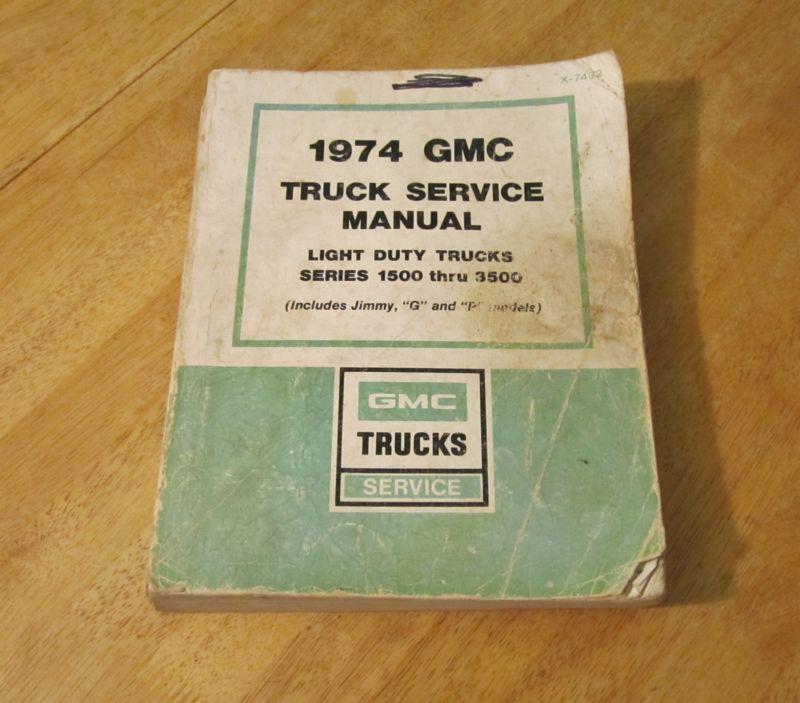 X-7432
1974 GMC
TRUCK SERVICE
MANUAL
LIGHT DUTY TRUCKS
SERIES 1500 thru 3500
(Includes Jimmy, "G" and "P" models)
GMC
TRUCKS
SERVICE